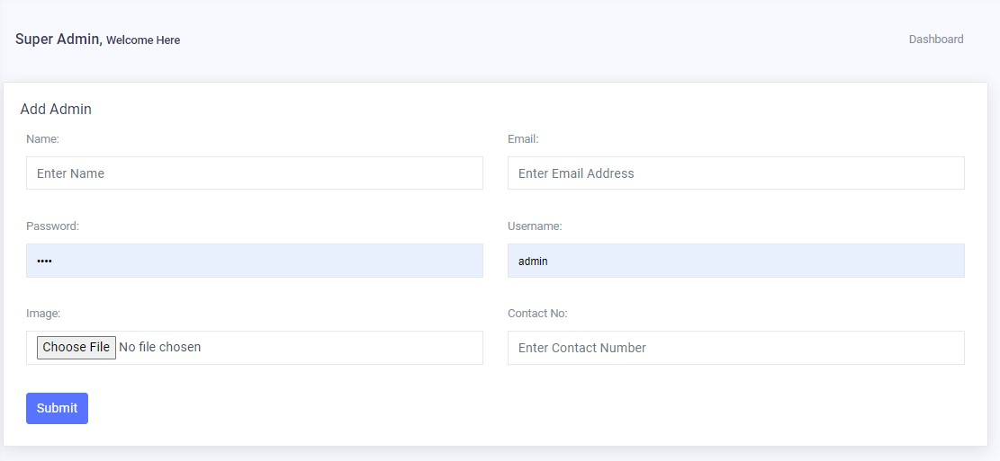 Super Admin, Welcome Here
Dashboard
Add Admin
Name:
Email:
Enter Name
Enter Email Address
Password:
Username:
••••
admin
Image:
Contact No:
Choose File No file chosen
Enter Contact Number
Submit